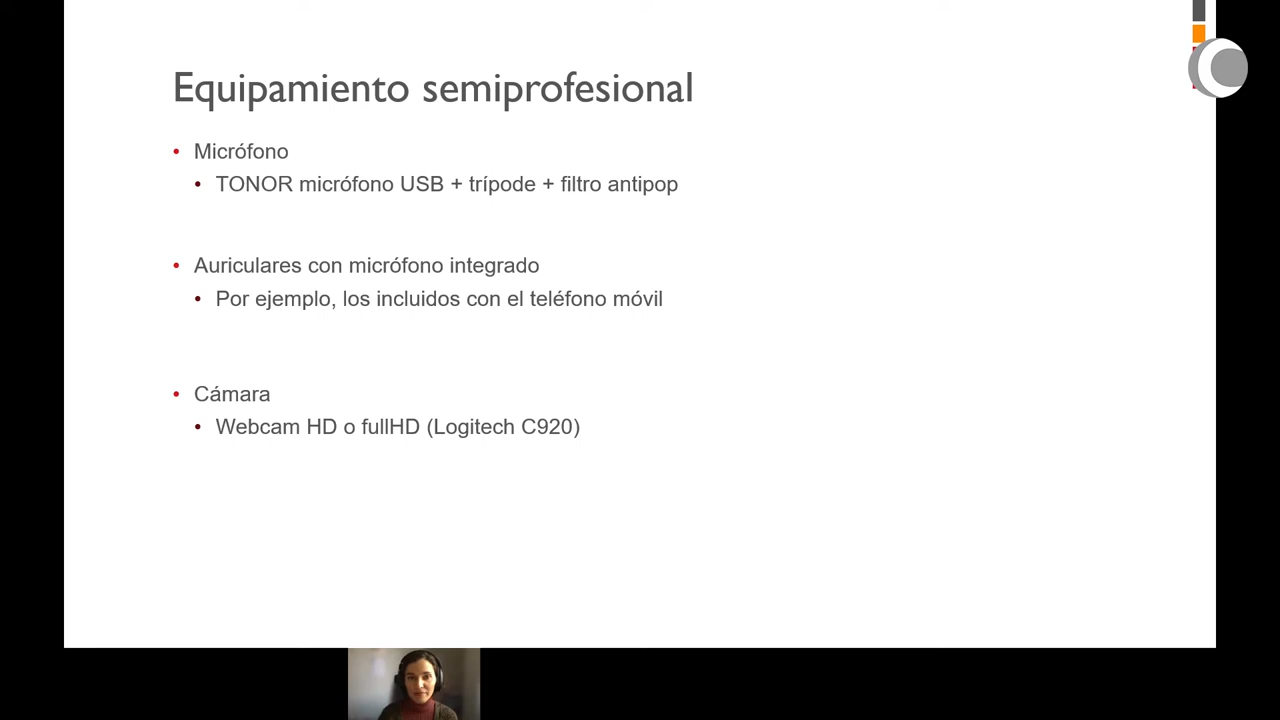 Equipamiento semiprofesional
• Micrófono
• TONOR micrófono USB + trípode + filtro antipop
• Auriculares con micrófono integrado
• Por ejemplo, los incluidos con el teléfono móvil
• Cámara
• Webcam HD o fullHD (Logitech C920)